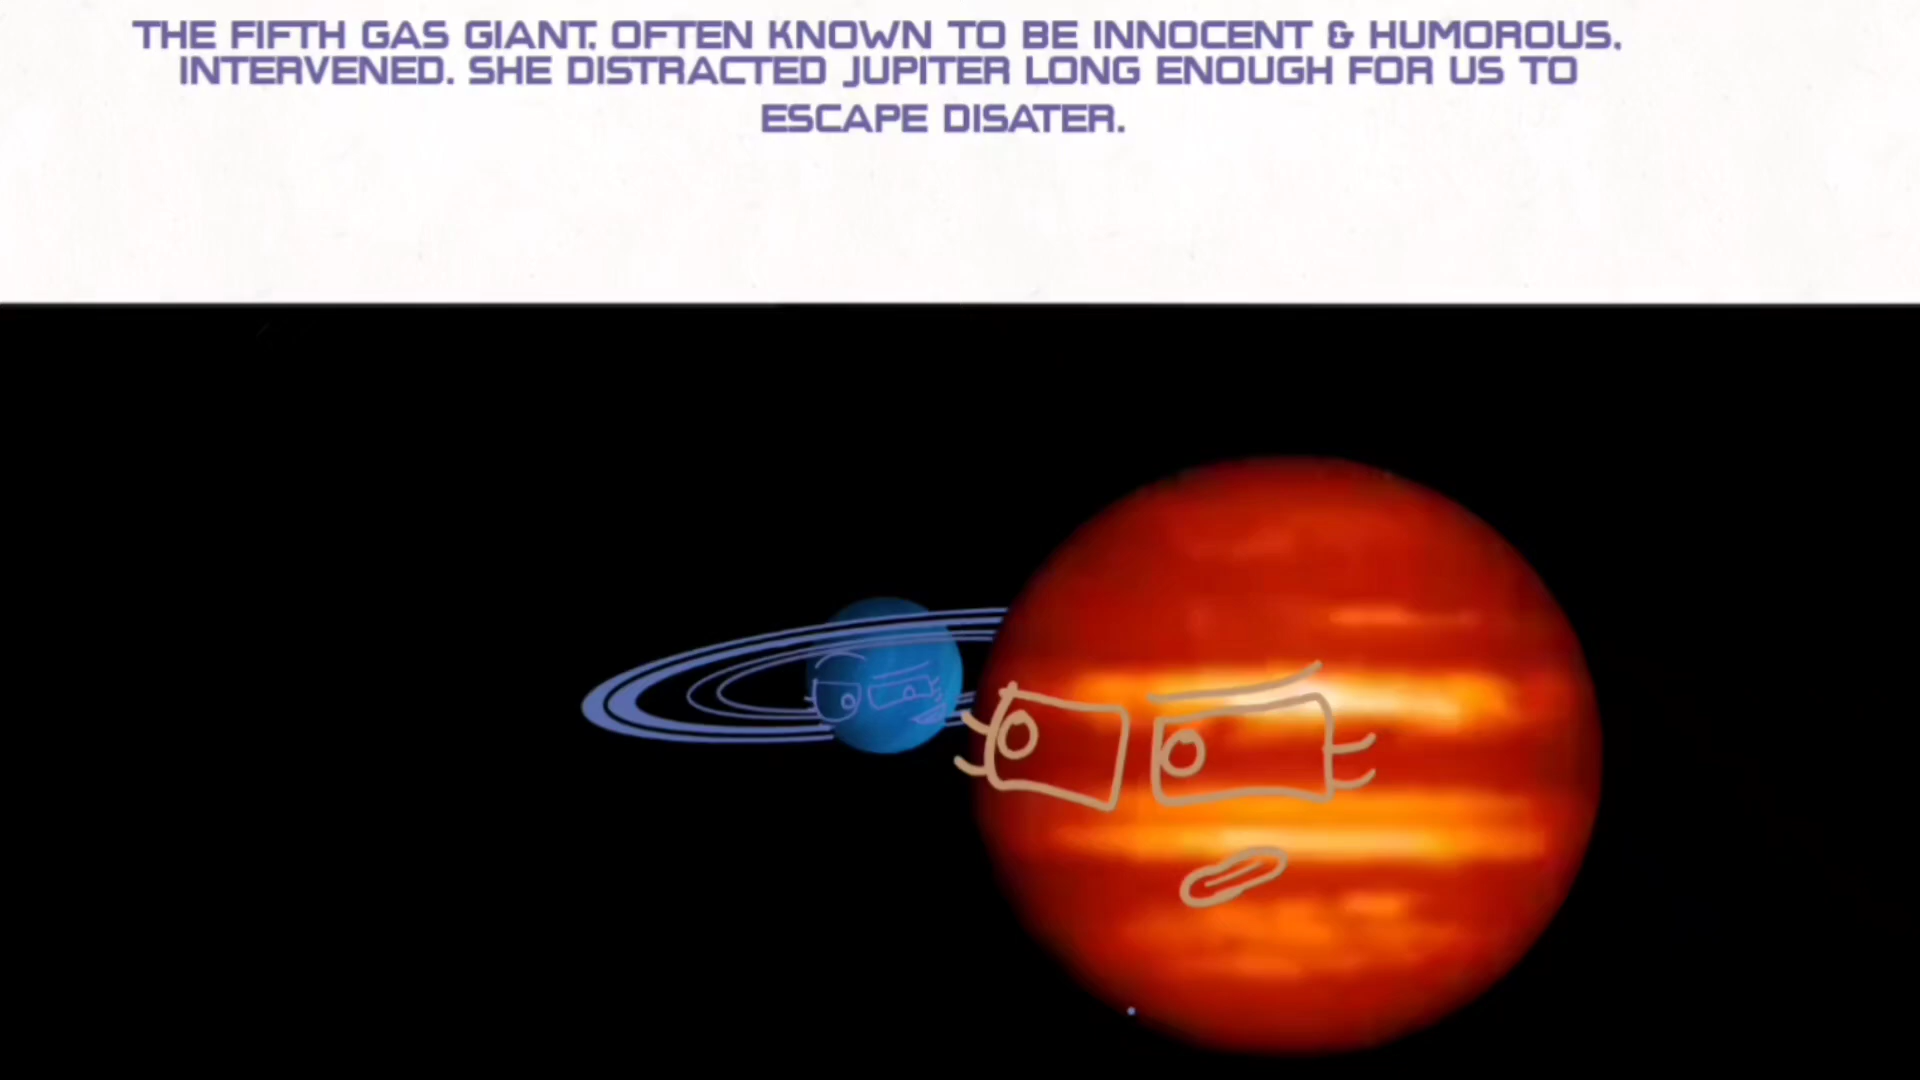 THE FIFTH GAS GIANT, OFTEN KNOWN TO BE INNOCENT & HUMOROUS,
INTERVENED. SHE DISTRACTED JUPITER LONG ENOUGH FOR US TO
ESCAPE DISATER.